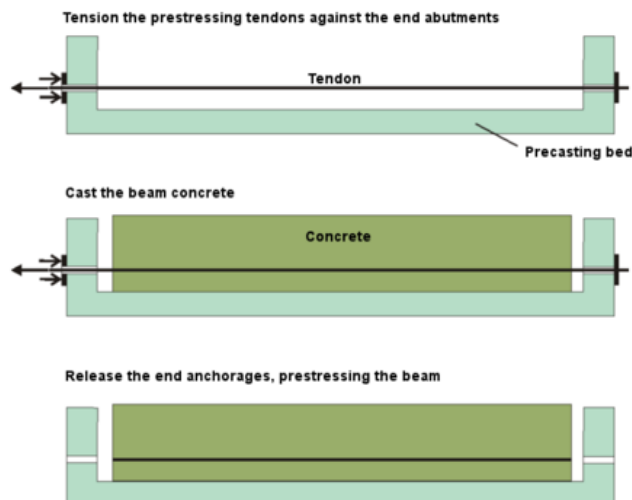 Tension the prestressing tendons against the end abutments
Tendon
Precasting bed
Cast the beam concrete
Concrete
Release the end anchorages, prestressing the beam